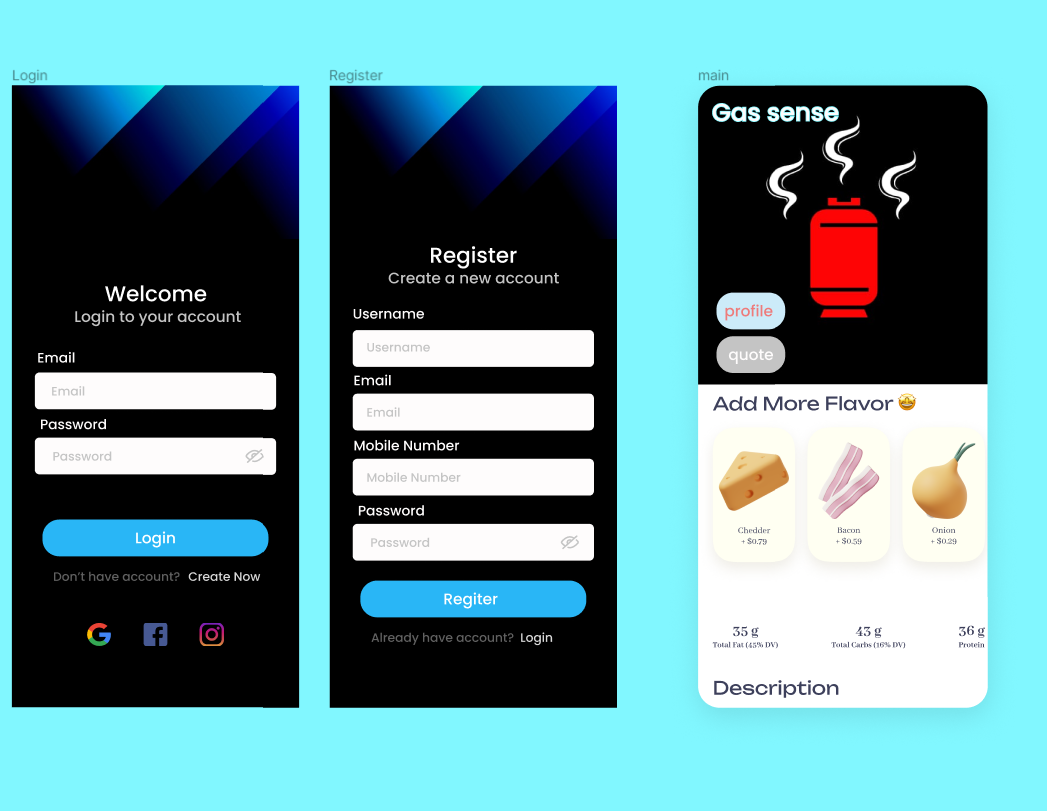 Login
Welcome
Login to your account
Email
Email
Password
Password
Login
Don't have account? Create Now
Register
Register
Create a new account
Username
Username
Email
Email
Mobile Number
Mobile Number
Password
Password
Regiter
Already have account? Login
main
Gas sense
profile
quote
Add More Flavor 🤩
Chedder
+ $0.79
Bacon
+ $0.59
Onion
+ $0.29
35 g
Total Fat (45% DV)
43 g
Total Carbs (16% DV)
36 g
Protein
Description